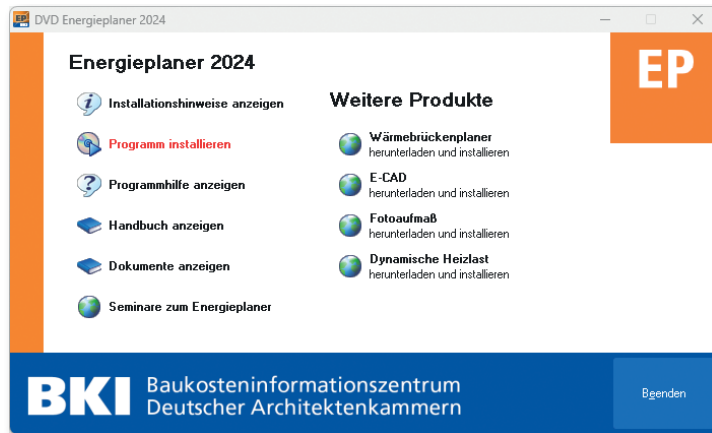 DVD Energieplaner 2024
EP
Energieplaner 2024
Installationshinweise anzeigen
Programm installieren
Programmhilfe anzeigen
Handbuch anzeigen
Dokumente anzeigen
Seminare zum Energieplaner
Weitere Produkte
Wärmebrückenplaner
herunterladen und installieren
E-CAD
herunterladen und installieren
Fotoaufmaß
herunterladen und installieren
Dynamische Heizlast
herunterladen und installieren
BKI
Baukosteninformationszentrum
Deutscher Architektenkammern
Beenden